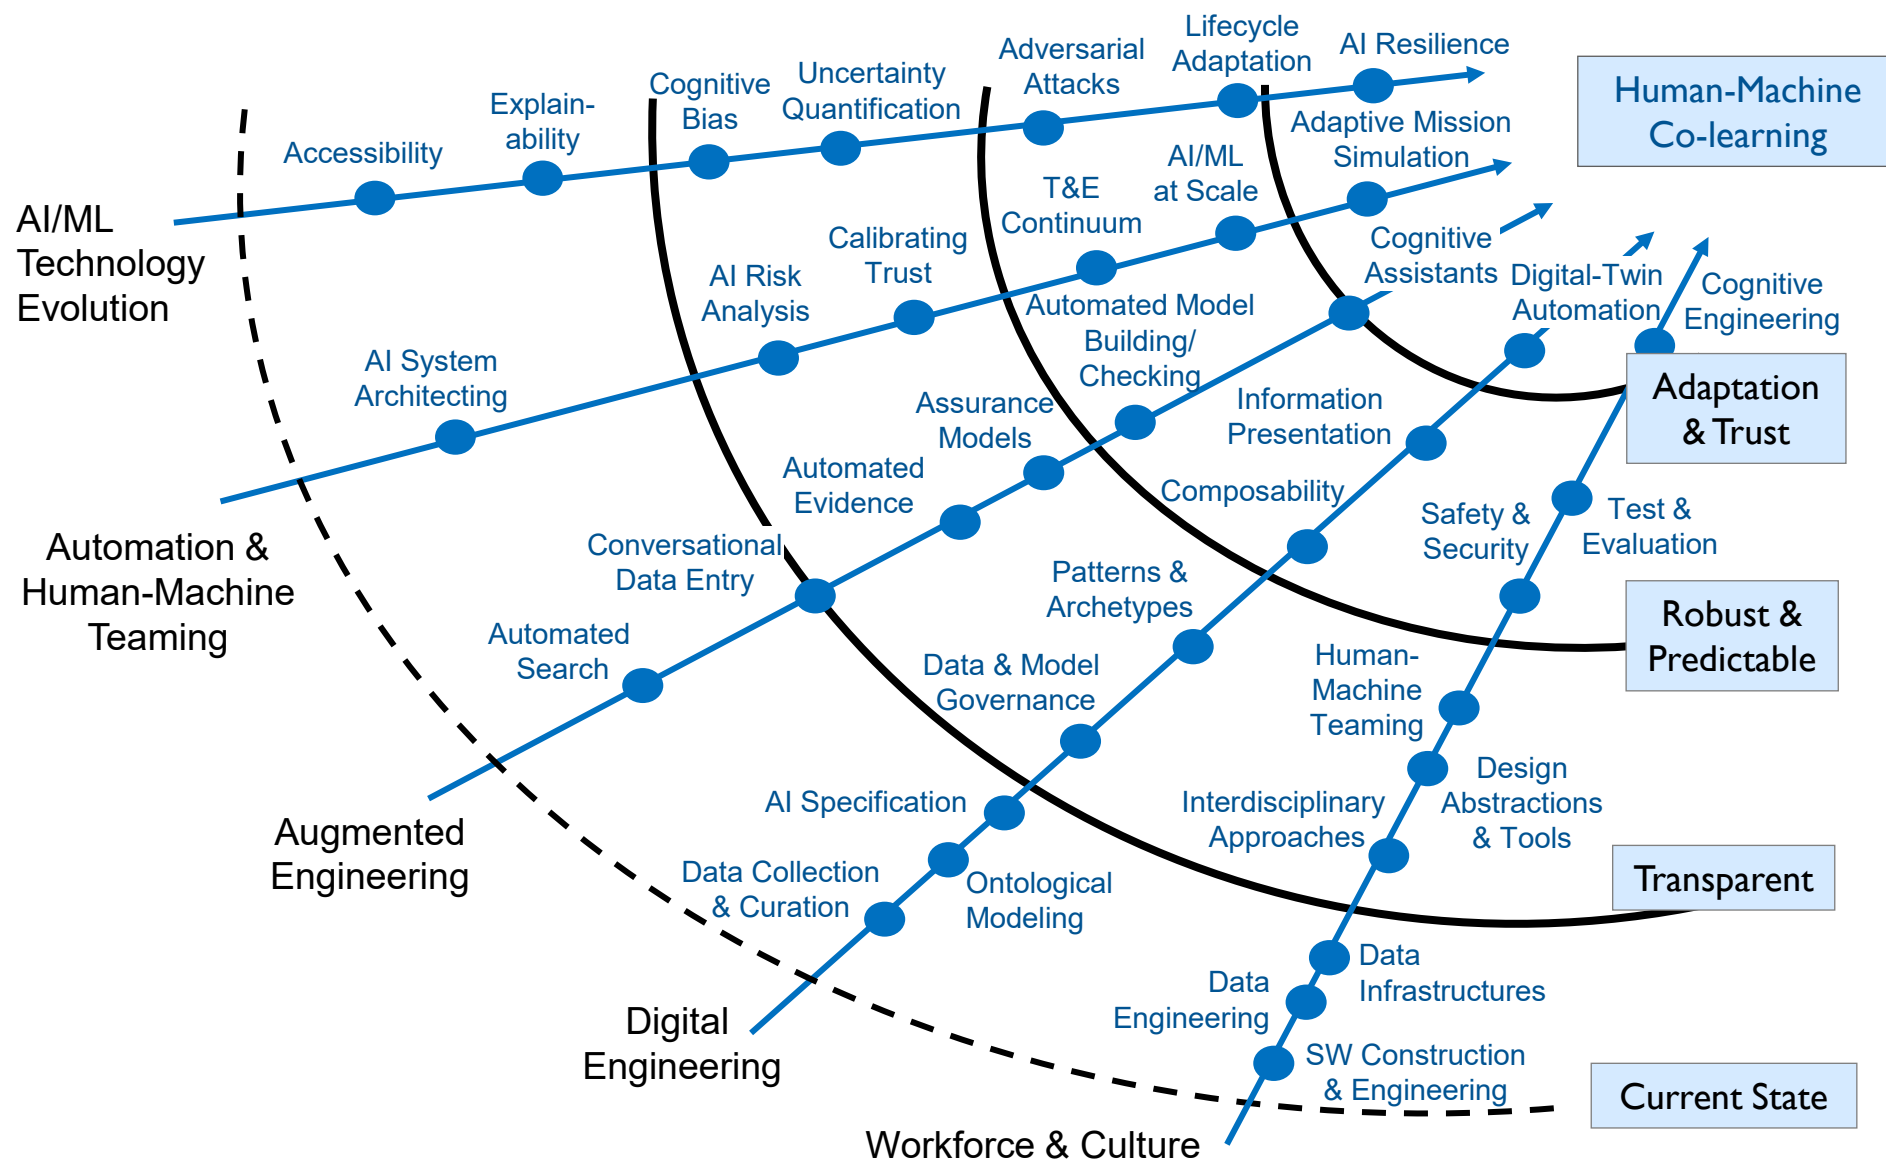 Human-Machine
Co-learning
Adaptation
& Trust
Robust &
Predictable
Transparent
Current State
AI/ML
Technology
Evolution
Accessibility
Explain-
ability
Cognitive
Bias
Uncertainty
Quantification
Adversarial
Attacks
Lifecycle
Adaptation
AI Resilience
Automation &
Human-Machine
Teaming
AI System
Architecting
AI Risk
Analysis
Calibrating
Trust
T&E
Continuum
AI/ML
at Scale
Adaptive Mission
Simulation
Augmented
Engineering
Automated
Search
Conversational
Data Entry
Automated
Evidence
Assurance
Models
Automated Model
Building/
Checking
Cognitive
Assistants
Digital
Engineering
Data Collection
& Curation
Ontological
Modeling
AI Specification
Data & Model
Governance
Patterns &
Archetypes
Composability
Information
Presentation
Digital-Twin
Automation
Workforce & Culture
SW Construction
& Engineering
Data
Engineering
Data
Infrastructures
Interdisciplinary
Approaches
Design
Abstractions
& Tools
Human-
Machine
Teaming
Safety &
Security
Test &
Evaluation
Cognitive
Engineering